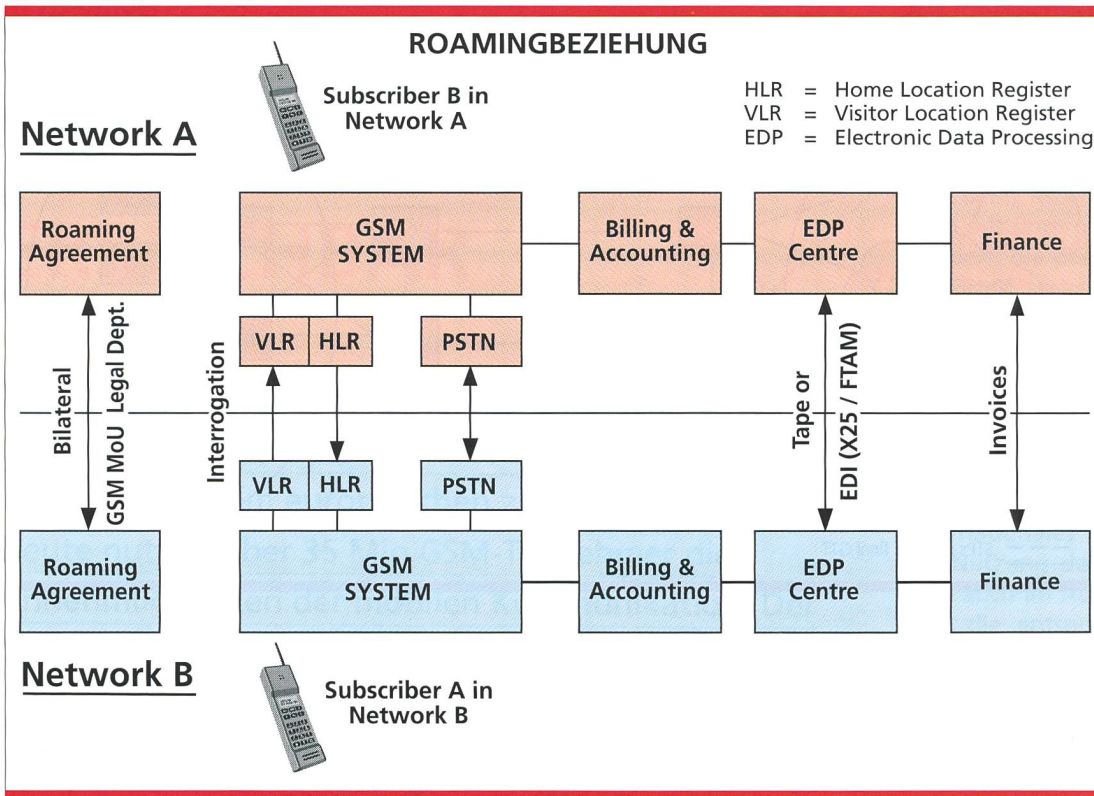 ROAMINGBEZIEHUNG
Subscriber B in
Network A
HLR = Home Location Register
VLR = Visitor Location Register
EDP = Electronic Data Processing
Network A
Roaming
Agreement
GSM
SYSTEM
Billing &
Accounting
EDP
Centre
Finance
VLR
HLR
PSTN
Bilateral
GSM MoU Legal Dept.
Interrogation
Tape or
EDI (X25 / FTAM)
Invoices
VLR
HLR
PSTN
Roaming
Agreement
GSM
SYSTEM
Billing &
Accounting
EDP
Centre
Finance
Network B
Subscriber A in
Network B